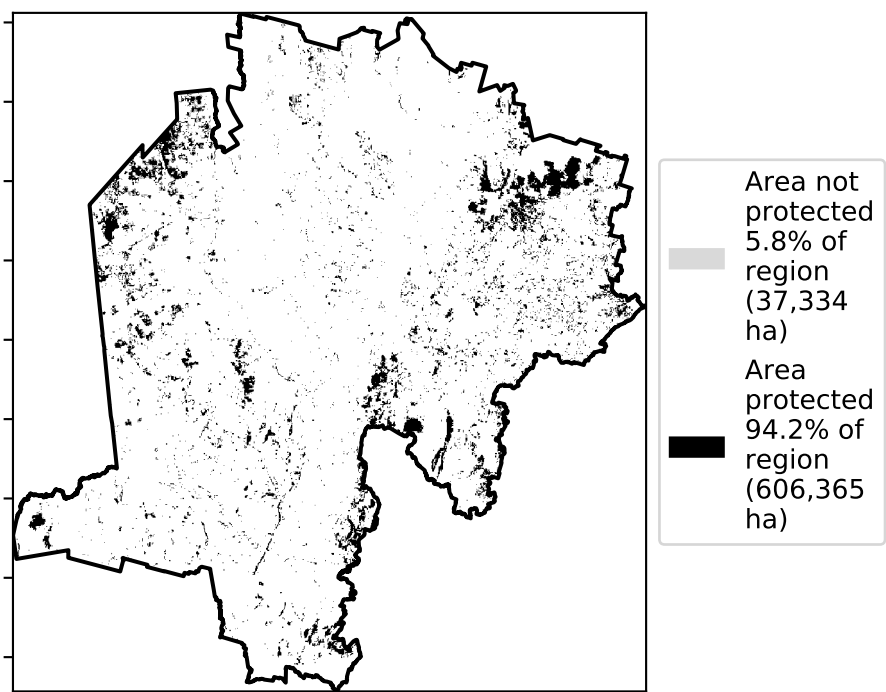 Area not
protected
5.8% of
region
(37,334
ha)
Area
protected
94.2% of
region
(606,365
ha)